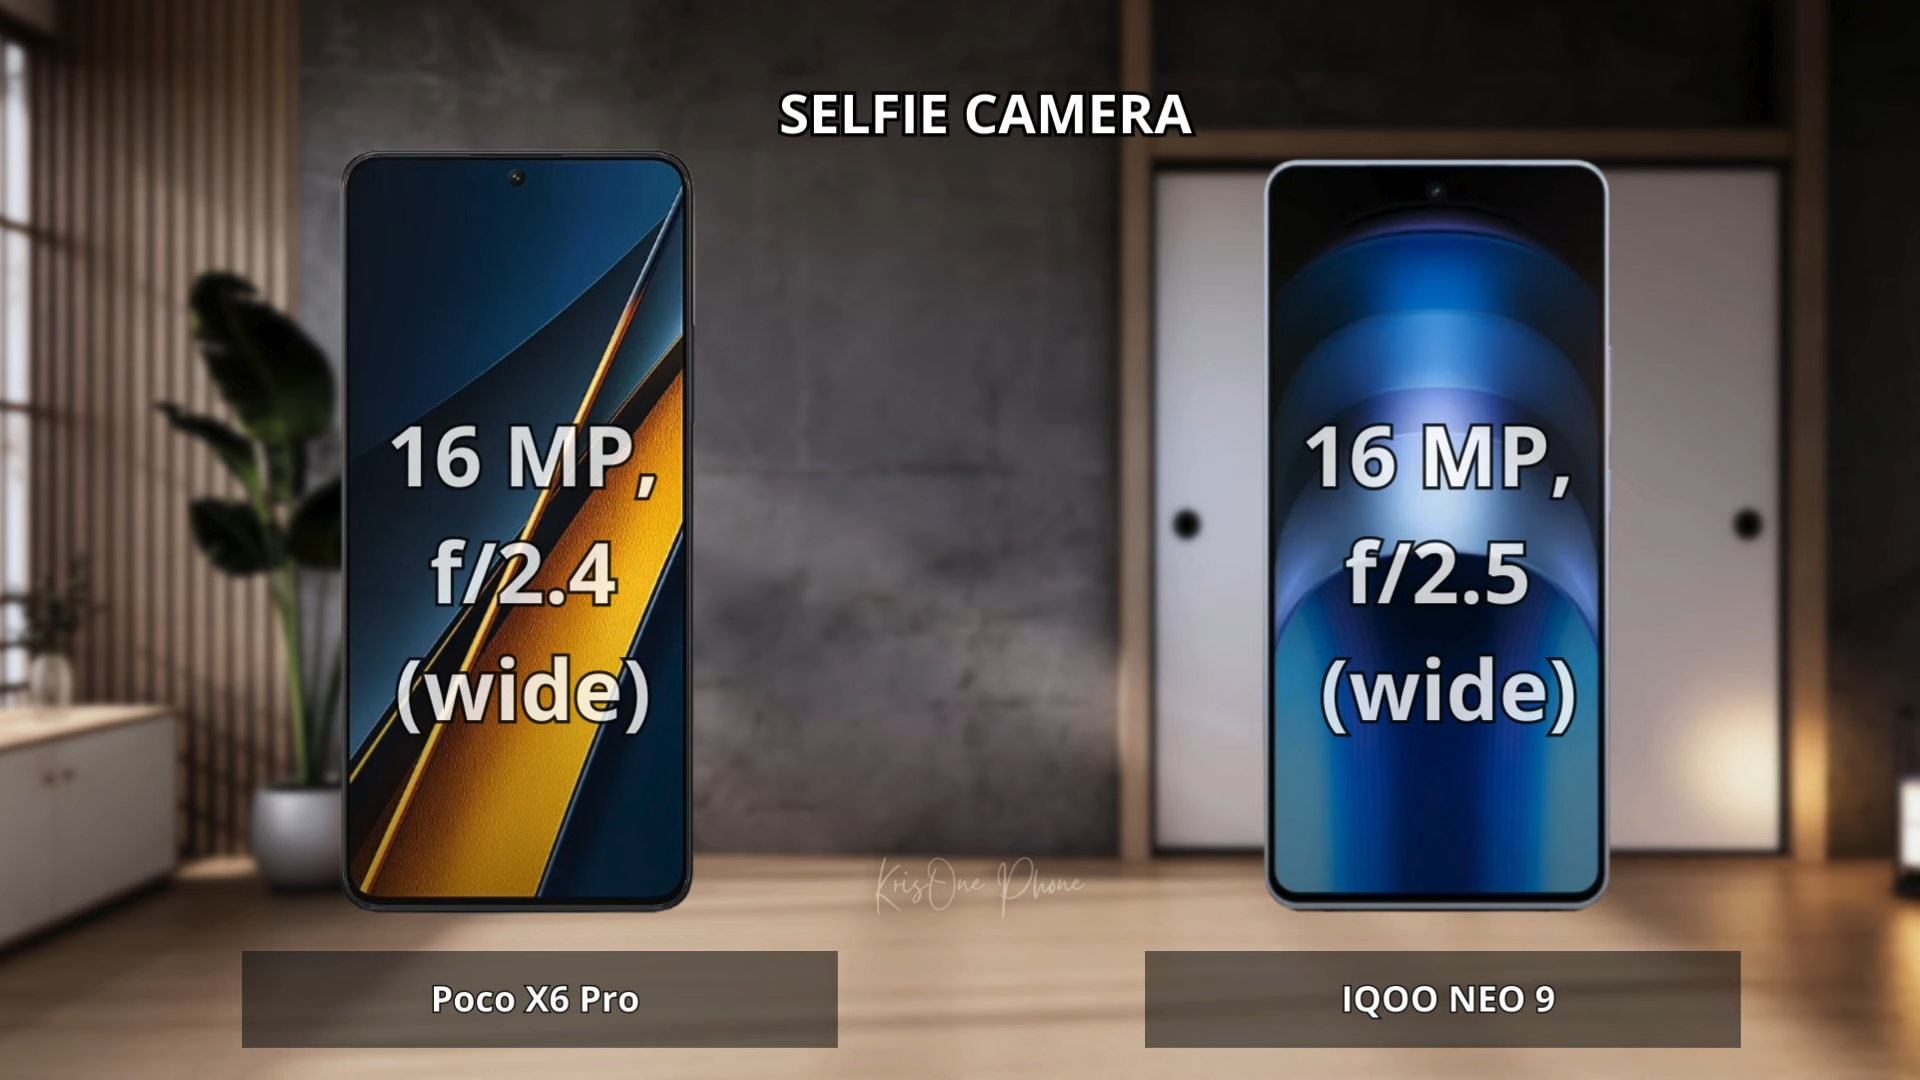 SELFIE CAMERA
16 MP,
f/2.4
(wide)
16 MP,
f/2.5
(wide)
KrisOne Phone
Poco X6 Pro
IQOO NEO 9